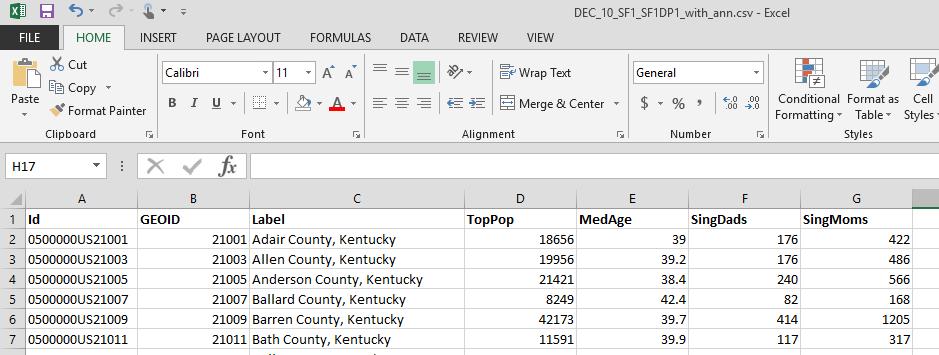 DEC_10_SF1_SF1DP1_with_ann.csv - Excel
FILE HOME INSERT PAGE LAYOUT FORMULAS DATA REVIEW VIEW
Cut
Copy
Format Painter
Paste
Clipboard
Calibri 11
B I U A
Font
Wrap Text
Merge & Center
Alignment
General
$ % ,
Number
Conditional Formatting
Format as Table
Cell Styles
Styles
H17 fx
A B C D E F G
1 Id GEOID Label TopPop MedAge SingDads SingMoms
2 0500000US21001 21001 Adair County, Kentucky 18656 39 176 422
3 0500000US21003 21003 Allen County, Kentucky 19956 39.2 176 486
4 0500000US21005 21005 Anderson County, Kentucky 21421 38.4 240 566
5 0500000US21007 21007 Ballard County, Kentucky 8249 42.4 82 168
6 0500000US21009 21009 Barren County, Kentucky 42173 39.7 414 1205
7 0500000US21011 21011 Bath County, Kentucky 11591 39.9 117 317